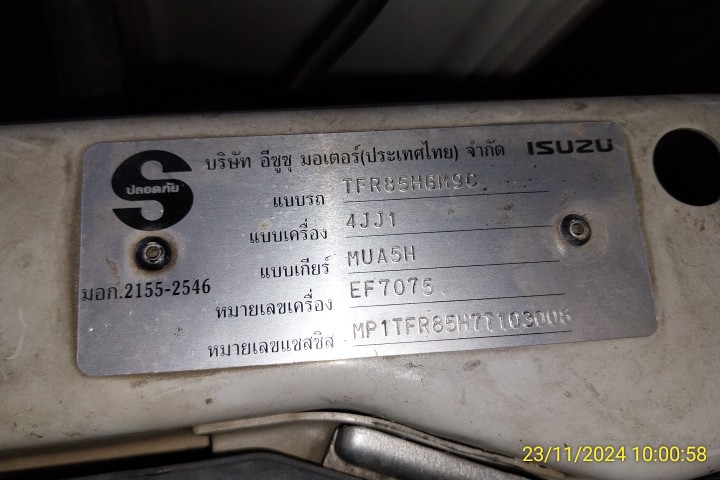 บริษัท อีซูซุ มอเตอร์(ประเทศไทย) จำกัด ISUZU
S
ปลอดภัย
มอก.2155-2546
แบบรถ TFR85HGM9C
แบบเครื่อง 4JJ1
แบบเกียร์ MUA5H
หมายเลขเครื่อง EF7075
หมายเลขแชสซิส MP1TFR85H7T103008
23/11/2024 10:00:58